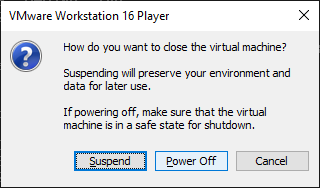 VMware Workstation 16 Player
How do you want to close the virtual machine?
Suspending will preserve your environment and
data for later use.
If powering off, make sure that the virtual
machine is in a safe state for shutdown.
Suspend
Power Off
Cancel